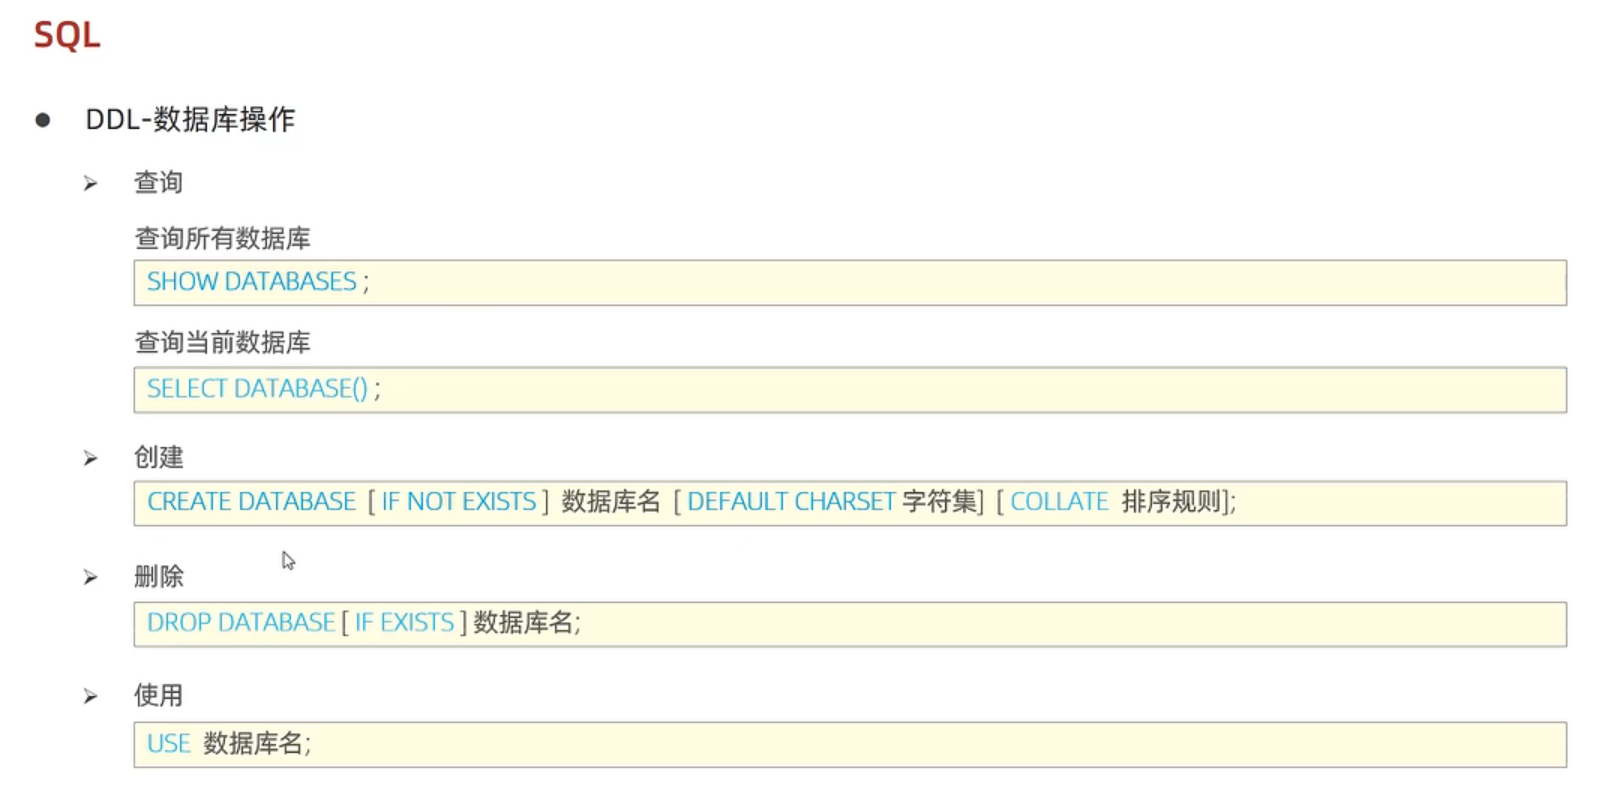 SQL
DDL-数据库操作
查询
查询所有数据库
SHOW DATABASES ;
查询当前数据库
SELECT DATABASE() ;
创建
CREATE DATABASE [ IF NOT EXISTS ] 数据库名 [ DEFAULT CHARSET 字符集] [ COLLATE 排序规则];
删除
DROP DATABASE [ IF EXISTS ] 数据库名;
使用
USE 数据库名;